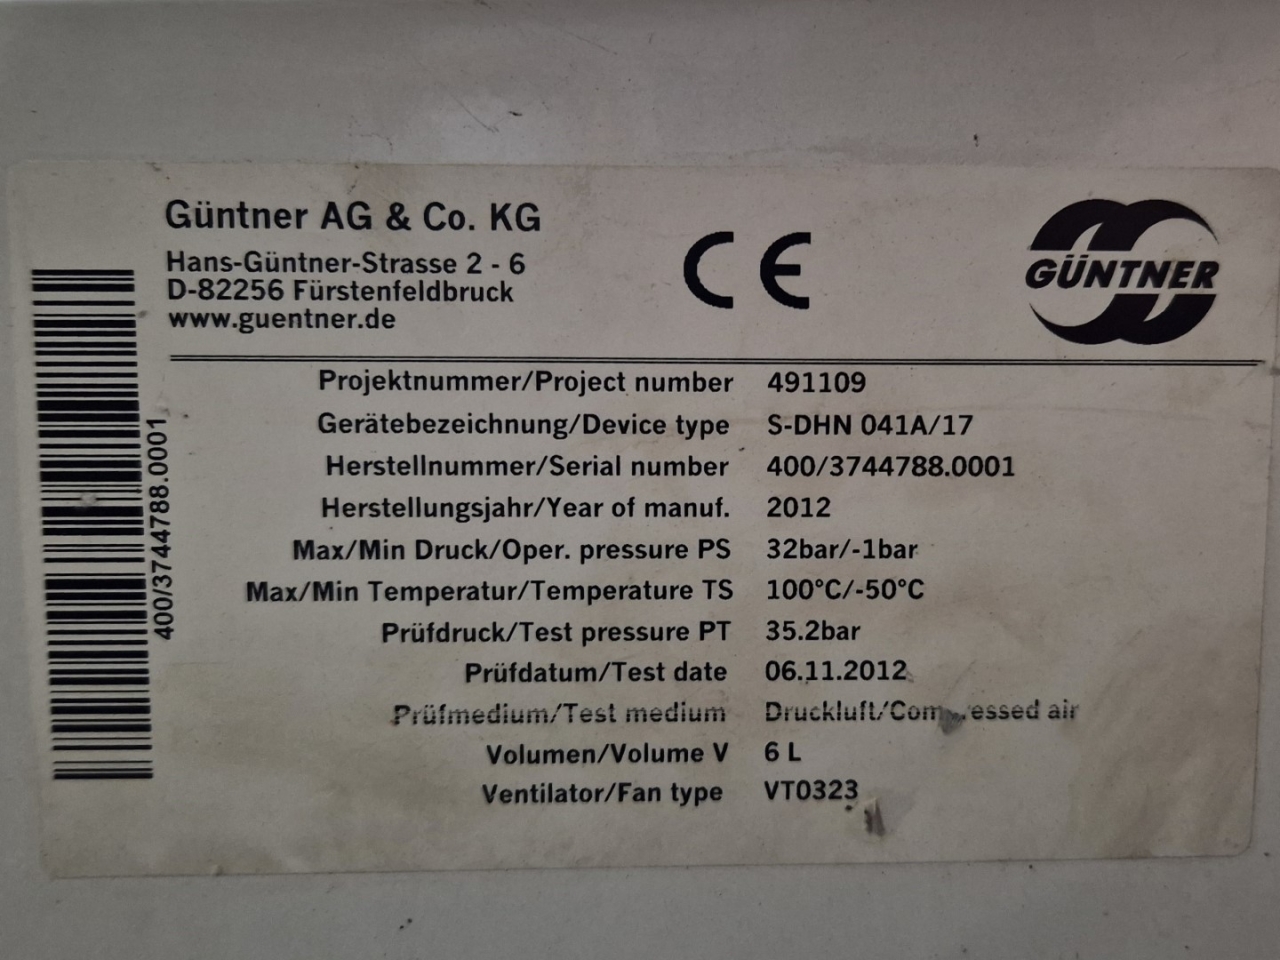 Güntner AG & Co. KG
Hans-Güntner-Strasse 2 - 6
D-82256 Fürstenfeldbruck
www.guentner.de
CE
GÜNTNER
400/3744788.0001
Projektnummer/Project number 491109
Gerätebezeichnung/Device type S-DHN 041A/17
Herstellnummer/Serial number 400/3744788.0001
Herstellungsjahr/Year of manuf. 2012
Max/Min Druck/Oper. pressure PS 32bar/-1bar
Max/Min Temperatur/Temperature TS 100°C/-50°C
Prüfdruck/Test pressure PT 35.2bar
Prüfdatum/Test date 06.11.2012
Prüfmedium/Test medium Druckluft/Compressed air
Volumen/Volume V 6 L
Ventilator/Fan type VT0323